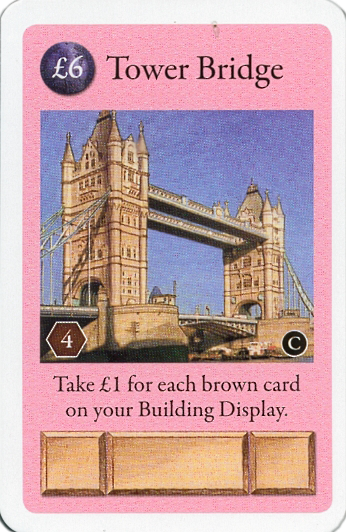 £6 Tower Bridge
4
C
Take £1 for each brown card
on your Building Display.